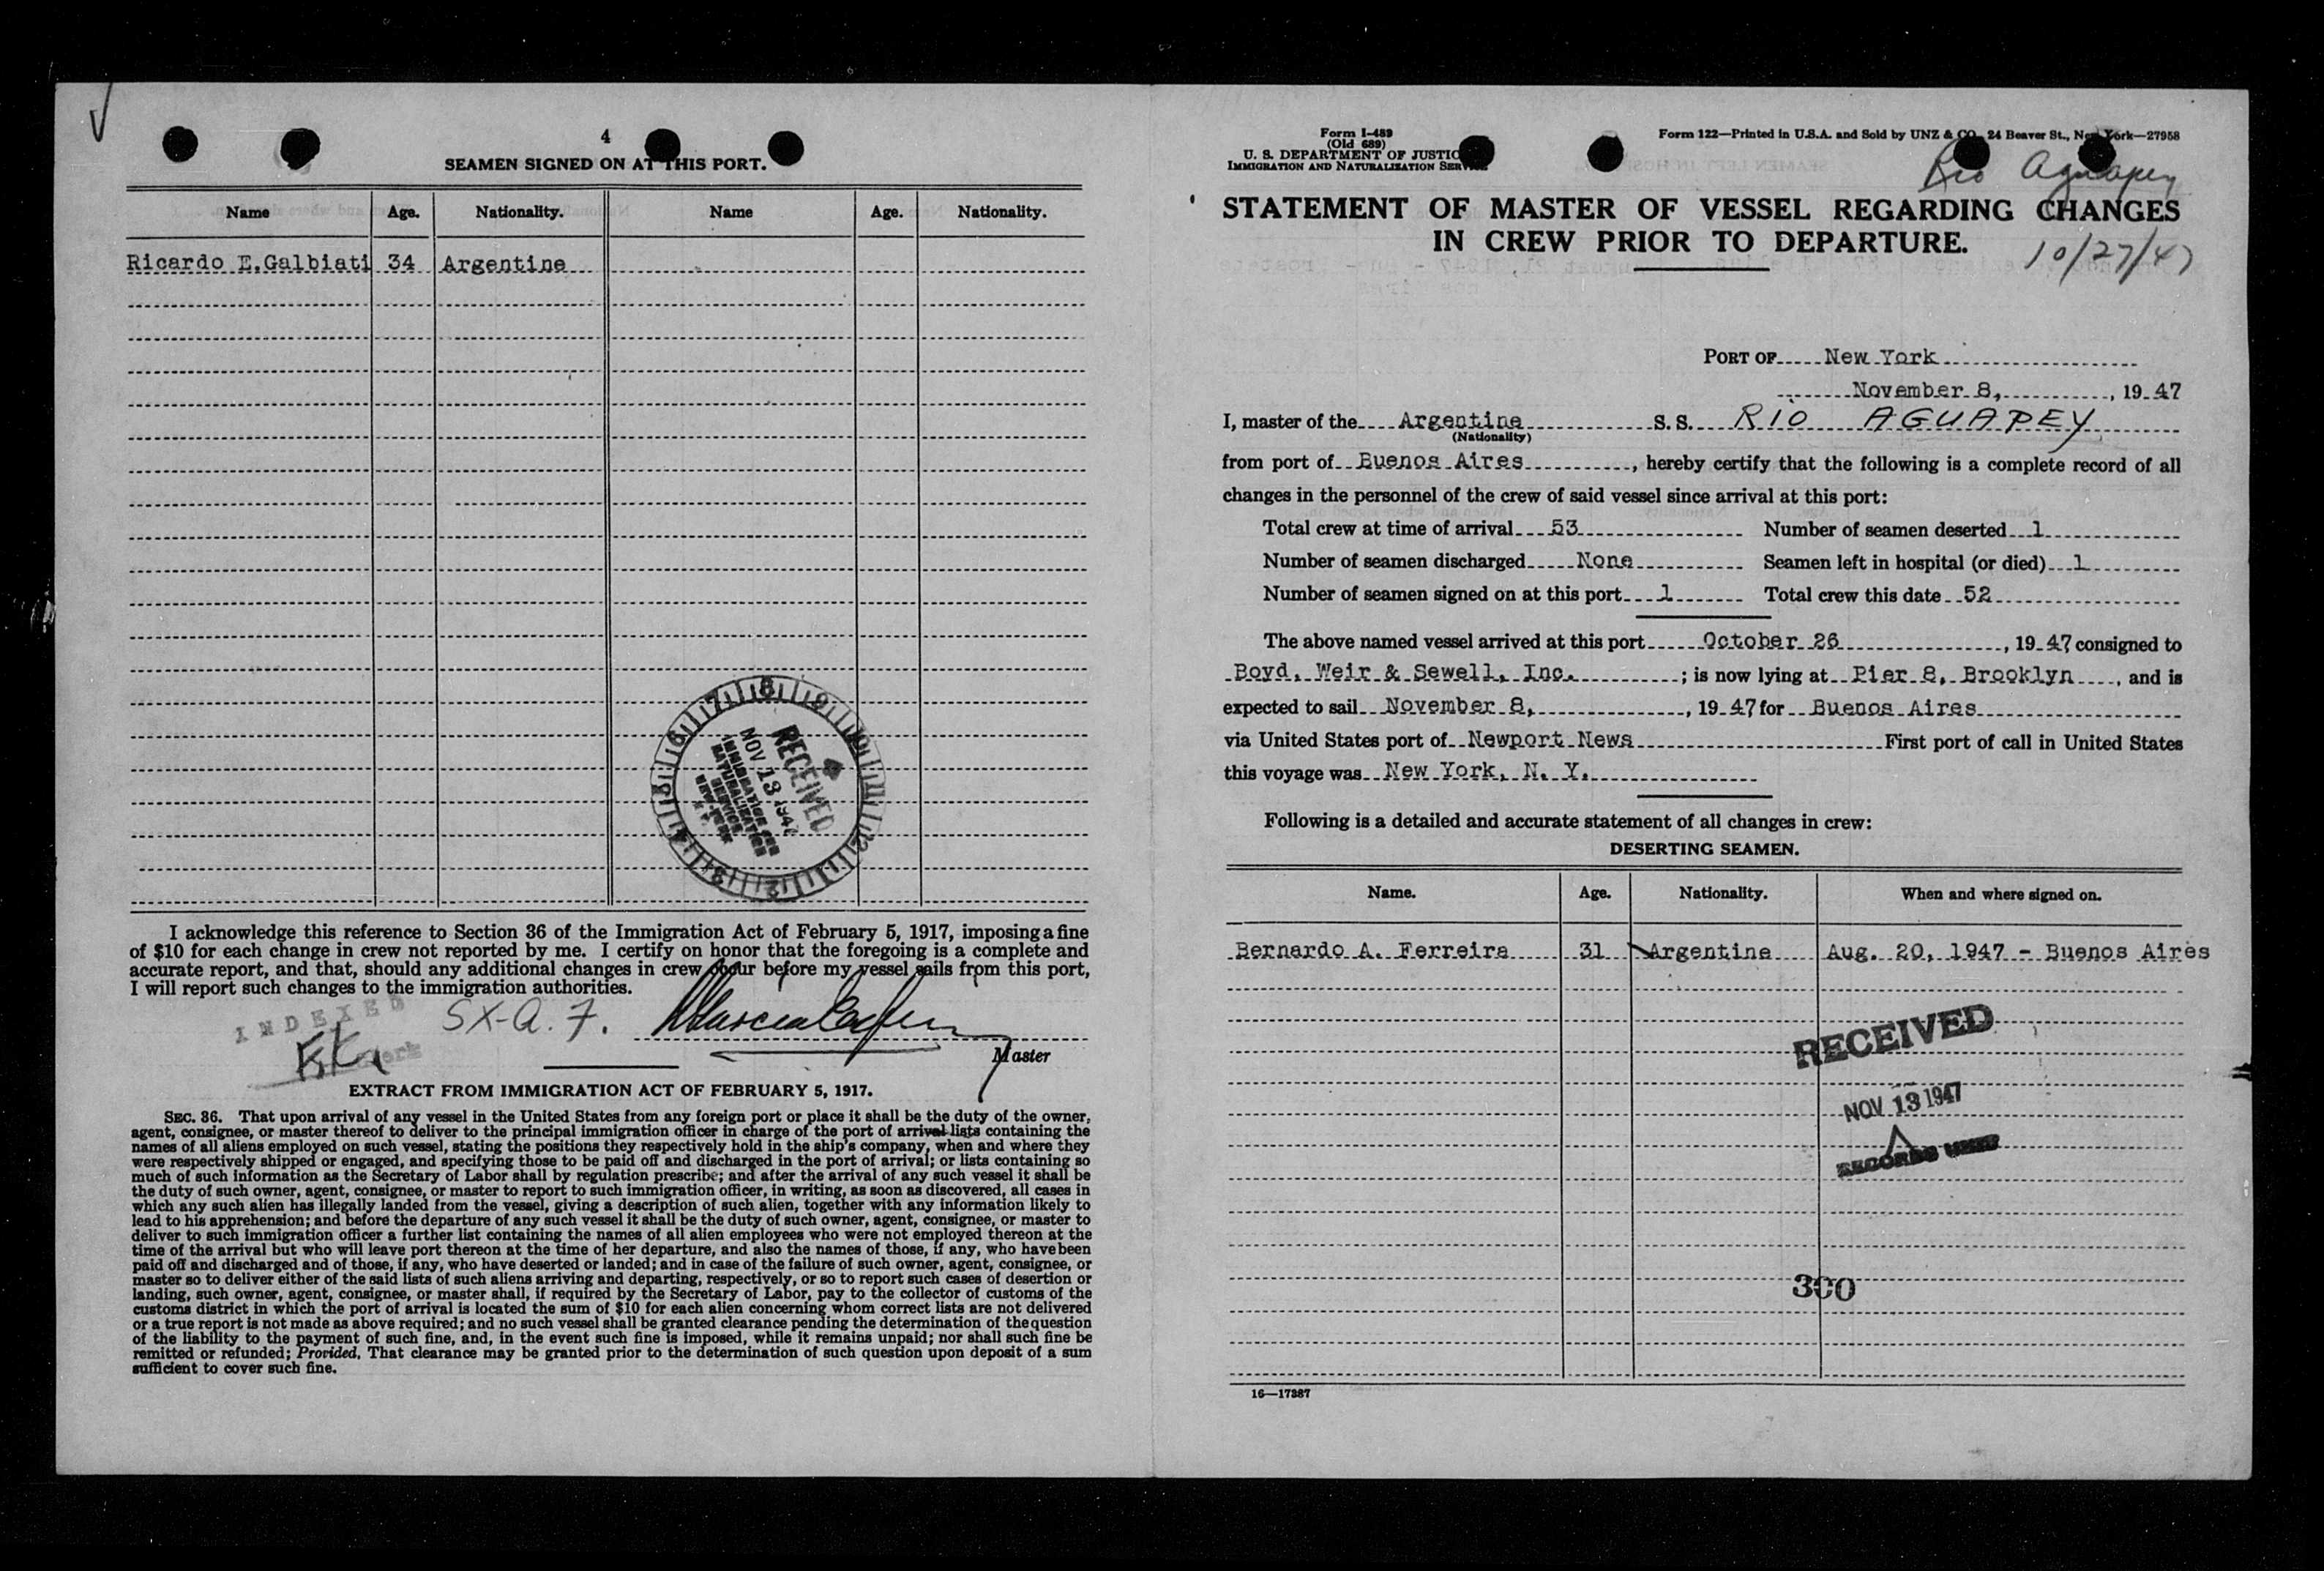 4
SEAMEN SIGNED ON AT THIS PORT.
Name Age. Nationality. Name Age. Nationality.
Ricardo E.Galbiati 34 Argentine
RECEIVED
NOV 13 1947
IMMIGRATION AND
NATURALIZATION
SERVICE
NEW YORK
N.Y.
I acknowledge this reference to Section 36 of the Immigration Act of February 5, 1917, imposing a fine
of $10 for each change in crew not reported by me. I certify on honor that the foregoing is a complete and
accurate report, and that, should any additional changes in crew occur before my vessel sails from this port,
I will report such changes to the immigration authorities.
INDEXED
SX-A. 7.
Master
EXTRACT FROM IMMIGRATION ACT OF FEBRUARY 5, 1917.
SEC. 36. That upon arrival of any vessel in the United States from any foreign port or place it shall be the duty of the owner,
agent, consignee, or master thereof to deliver to the principal immigration officer in charge of the port of arrival lists containing the
names of all aliens employed on such vessel, stating the positions they respectively hold in the ship's company, when and where they
were respectively shipped or engaged, and specifying those to be paid off and discharged in the port of arrival; or lists containing so
much of such information as the Secretary of Labor shall by regulation prescribe; and after the arrival of any such vessel it shall be
the duty of such owner, agent, consignee, or master to report to such immigration officer, in writing, as soon as discovered, all cases in
which any such alien has illegally landed from the vessel, giving a description of such alien, together with any information likely to
lead to his apprehension; and before the departure of any such vessel it shall be the duty of such owner, agent, consignee, or master to
deliver to such immigration officer a further list containing the names of all alien employees who were not employed thereon at the
time of the arrival but who will leave port thereon at the time of her departure, and also the names of those, if any, who have been
paid off and discharged and of those, if any, who have deserted or landed; and in case of the failure of such owner, agent, consignee, or
master so to deliver either of the said lists of such aliens arriving and departing, respectively, or so to report such cases of desertion or
landing, such owner, agent, consignee, or master shall, if required by the Secretary of Labor, pay to the collector of customs of the
customs district in which the port of arrival is located the sum of $10 for each alien concerning whom correct lists are not delivered
or a true report is not made as above required; and no such vessel shall be granted clearance pending the determination of the question
of the liability to the payment of such fine, and, in the event such fine is imposed, while it remains unpaid; nor shall such fine be
remitted or refunded; Provided, That clearance may be granted prior to the determination of such question upon deposit of a sum
sufficient to cover such fine.
Form I-489
(Old 689)
U. S. DEPARTMENT OF JUSTICE
IMMIGRATION AND NATURALIZATION SERVICE
Form 122—Printed in U.S.A. and Sold by UNZ & CO., 24 Beaver St., New York—27958
Rio Aguapey
STATEMENT OF MASTER OF VESSEL REGARDING CHANGES
IN CREW PRIOR TO DEPARTURE.
10/27/47
PORT OF New York
November 8, , 19 47
I, master of the Argentine S. S. RIO AGUAPEY
(Nationality)
from port of Buenos Aires , hereby certify that the following is a complete record of all
changes in the personnel of the crew of said vessel since arrival at this port:
Total crew at time of arrival 53 Number of seamen deserted 1
Number of seamen discharged None Seamen left in hospital (or died) 1
Number of seamen signed on at this port 1 Total crew this date 52
The above named vessel arrived at this port October 26 , 19 47 consigned to
Boyd, Weir & Sewell, Inc. ; is now lying at Pier 8, Brooklyn , and is
expected to sail November 8, , 19 47 for Buenos Aires
via United States port of Newport News First port of call in United States
this voyage was New York, N. Y.
Following is a detailed and accurate statement of all changes in crew:
DESERTING SEAMEN.
Name. Age. Nationality. When and where signed on.
Bernardo A. Ferreira 31 Argentine Aug. 20, 1947 - Buenos Aires
RECEIVED
NOV 13 1947
RECORDS UNIT
300
16—17387